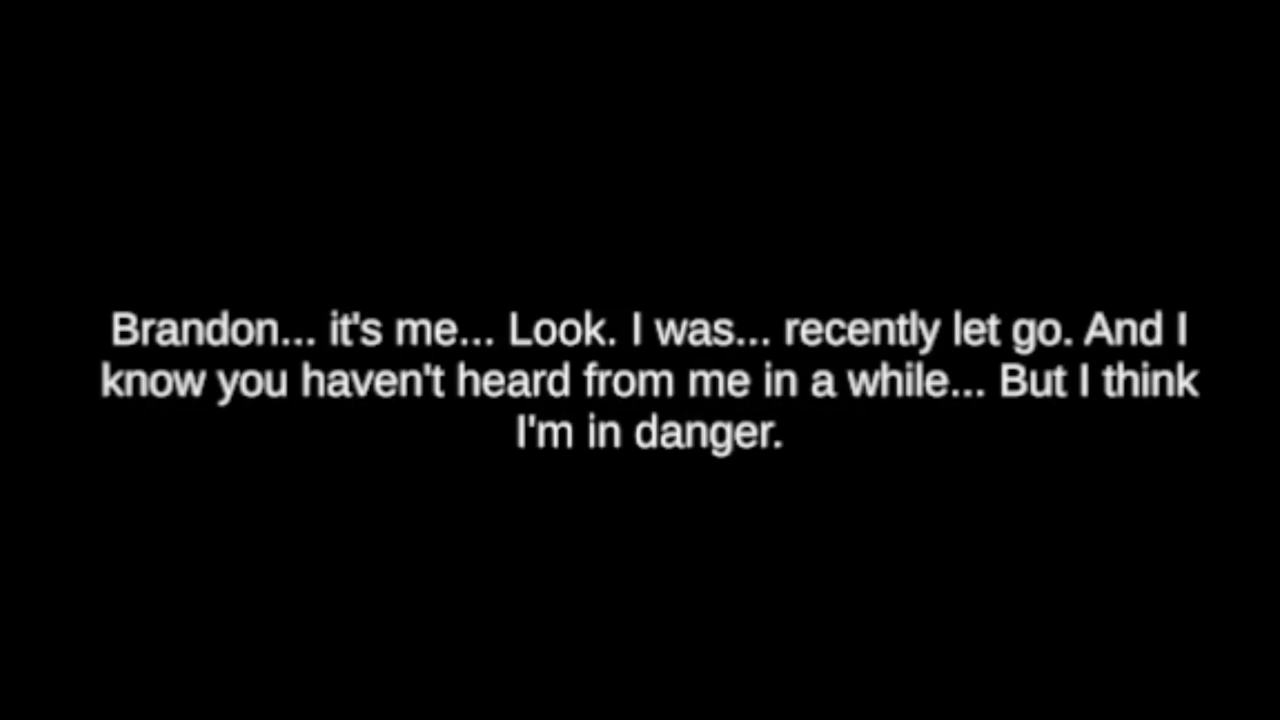 Brandon... it's me... Look. I was... recently let go. And I
know you haven't heard from me in a while... But I think
I'm in danger.